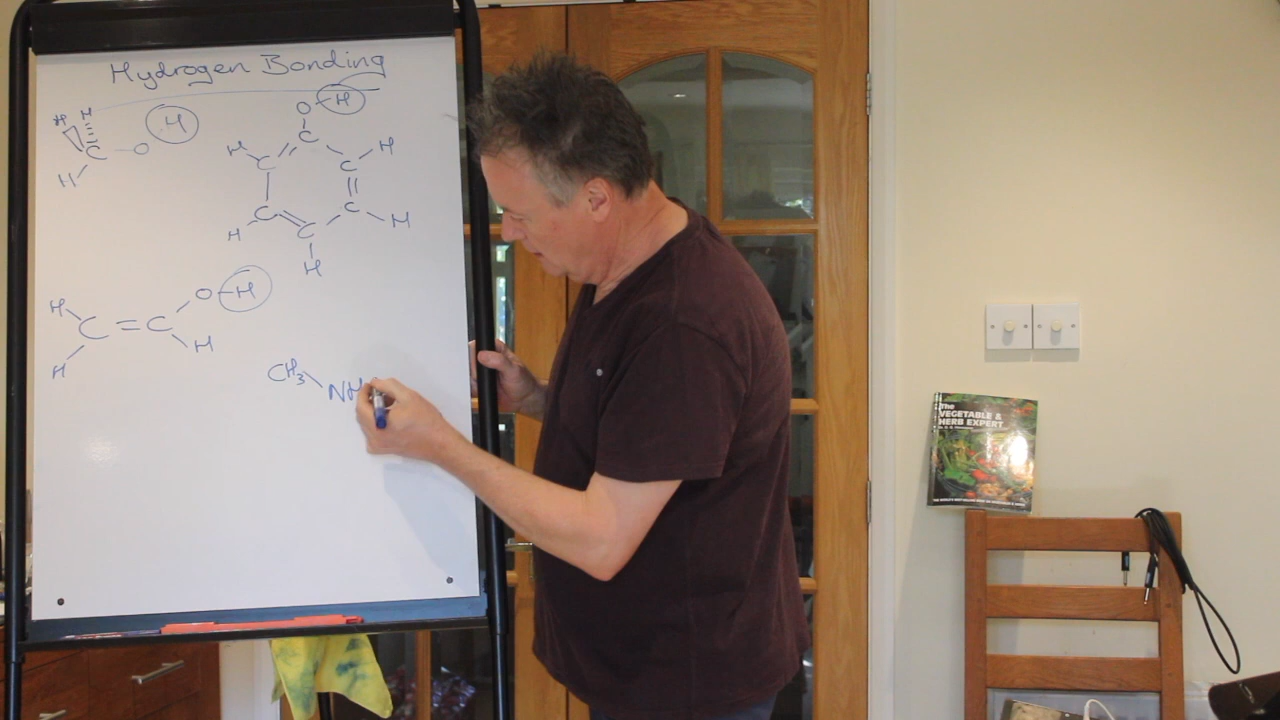 Hydrogen Bonding
H H
C O H
H
O-H
C
H C C H
C C H
H C
H
H O-H
C = C
H H
CH3
NH
The
VEGETABLE &
HERB EXPERT